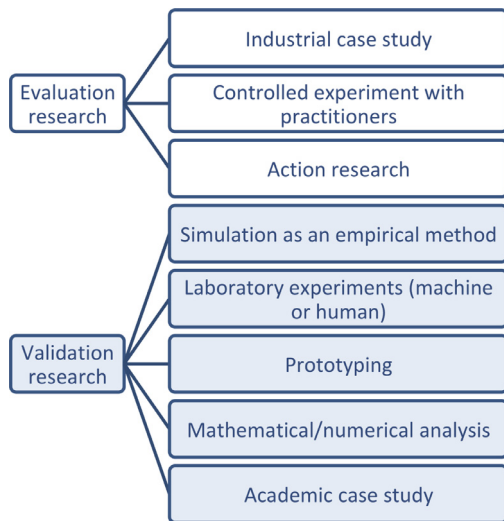 Evaluation
research
Industrial case study
Controlled experiment with
practitioners
Action research
Validation
research
Simulation as an empirical method
Laboratory experiments (machine
or human)
Prototyping
Mathematical/numerical analysis
Academic case study